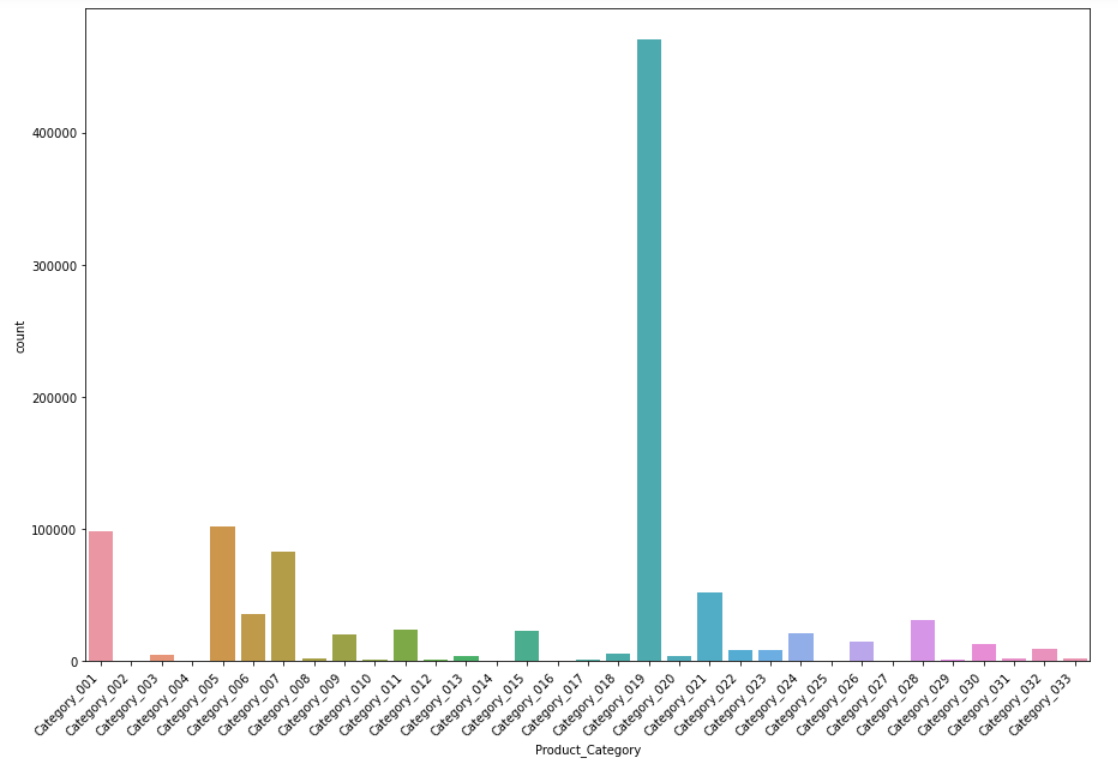 400000
300000
200000
100000
0
count
Category_001
Category_002
Category_003
Category_004
Category_005
Category_006
Category_007
Category_008
Category_009
Category_010
Category_011
Category_012
Category_013
Category_014
Category_015
Category_016
Category_017
Category_018
Category_019
Category_020
Category_021
Category_022
Category_023
Category_024
Category_025
Category_026
Category_027
Category_028
Category_029
Category_030
Category_031
Category_032
Category_033
Product_Category